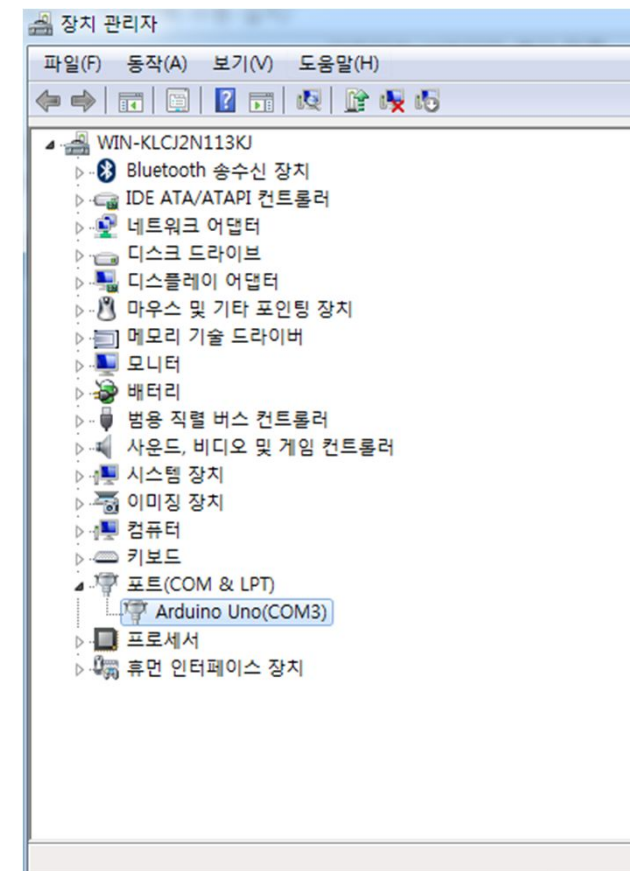 장치 관리자
파일(F) 동작(A) 보기(V) 도움말(H)
WIN-KLCJ2N113KJ
Bluetooth 송수신 장치
IDE ATA/ATAPI 컨트롤러
네트워크 어댑터
디스크 드라이브
디스플레이 어댑터
마우스 및 기타 포인팅 장치
메모리 기술 드라이버
모니터
배터리
범용 직렬 버스 컨트롤러
사운드, 비디오 및 게임 컨트롤러
시스템 장치
이미징 장치
컴퓨터
키보드
포트(COM & LPT)
Arduino Uno(COM3)
프로세서
휴먼 인터페이스 장치